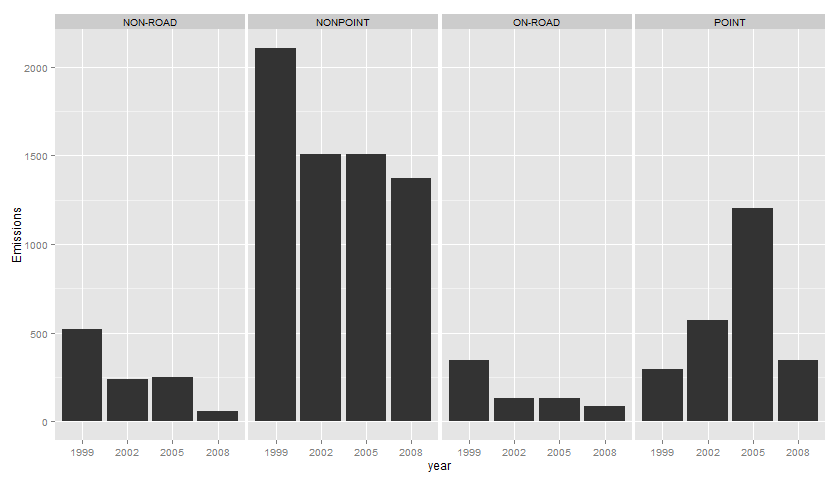 NON-ROAD NONPOINT ON-ROAD POINT
Emissions
2000
1500
1000
500
0
1999 2002 2005 2008 1999 2002 2005 2008 1999 2002 2005 2008 1999 2002 2005 2008
year